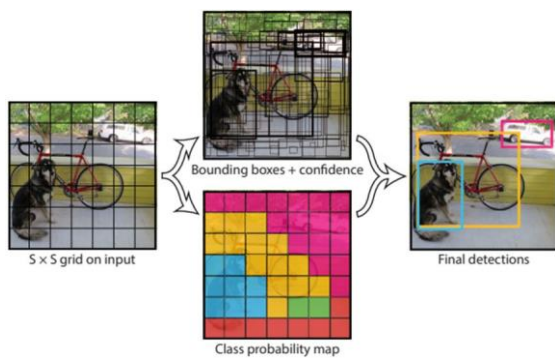 Bounding boxes + confidence
S × S grid on input
Final detections
Class probability map